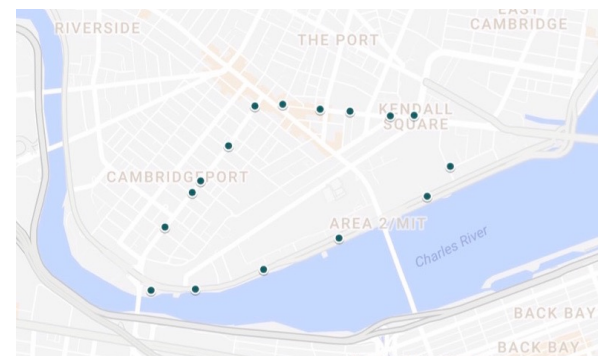 EAST
CAMBRIDGE
RIVERSIDE
THE PORT
KENDALL
SQUARE
CAMBRIDGEPORT
AREA 2/MIT
Charles River
BACK BAY
BACK BAY